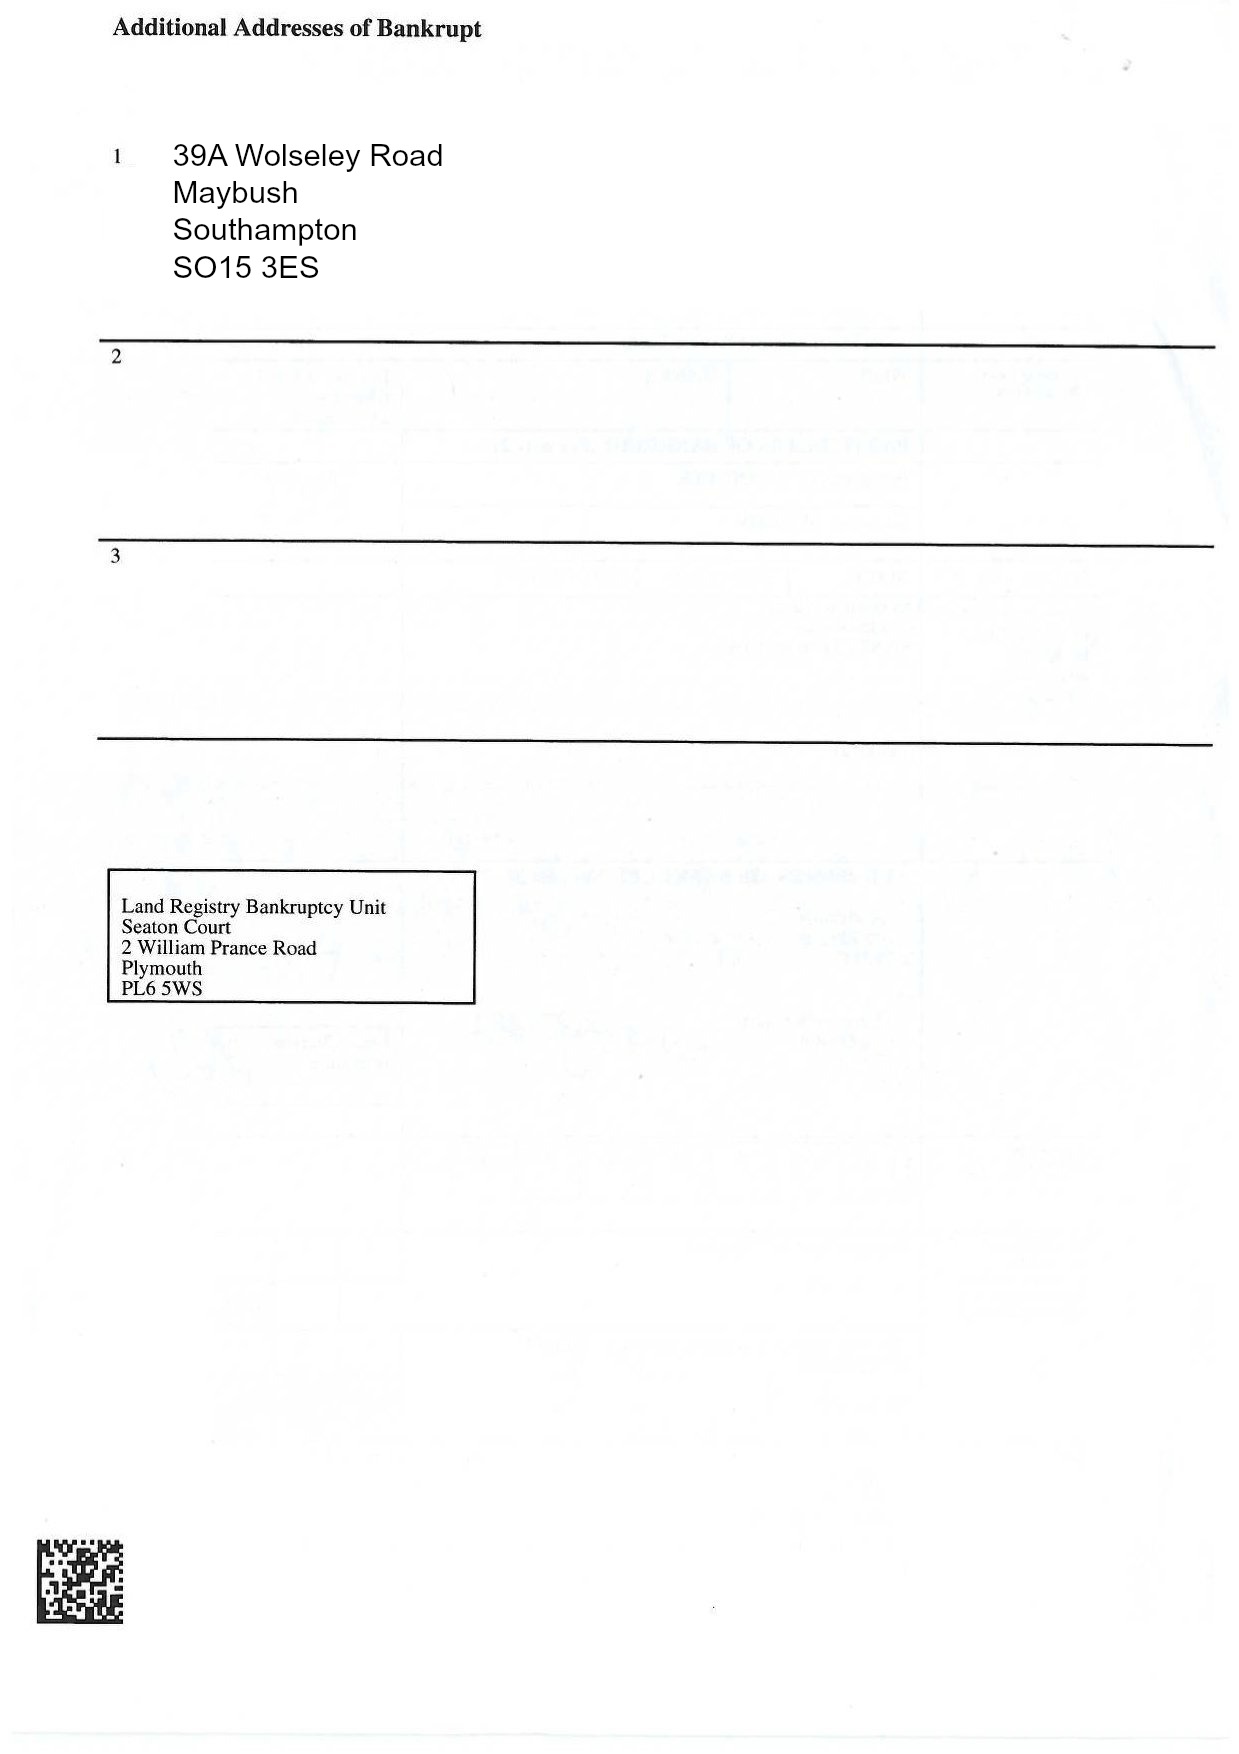 Additional Addresses of Bankrupt
1 39A Wolseley Road
Maybush
Southampton
SO15 3ES
2
3
Land Registry Bankruptcy Unit
Seaton Court
2 William Prance Road
Plymouth
PL6 5WS